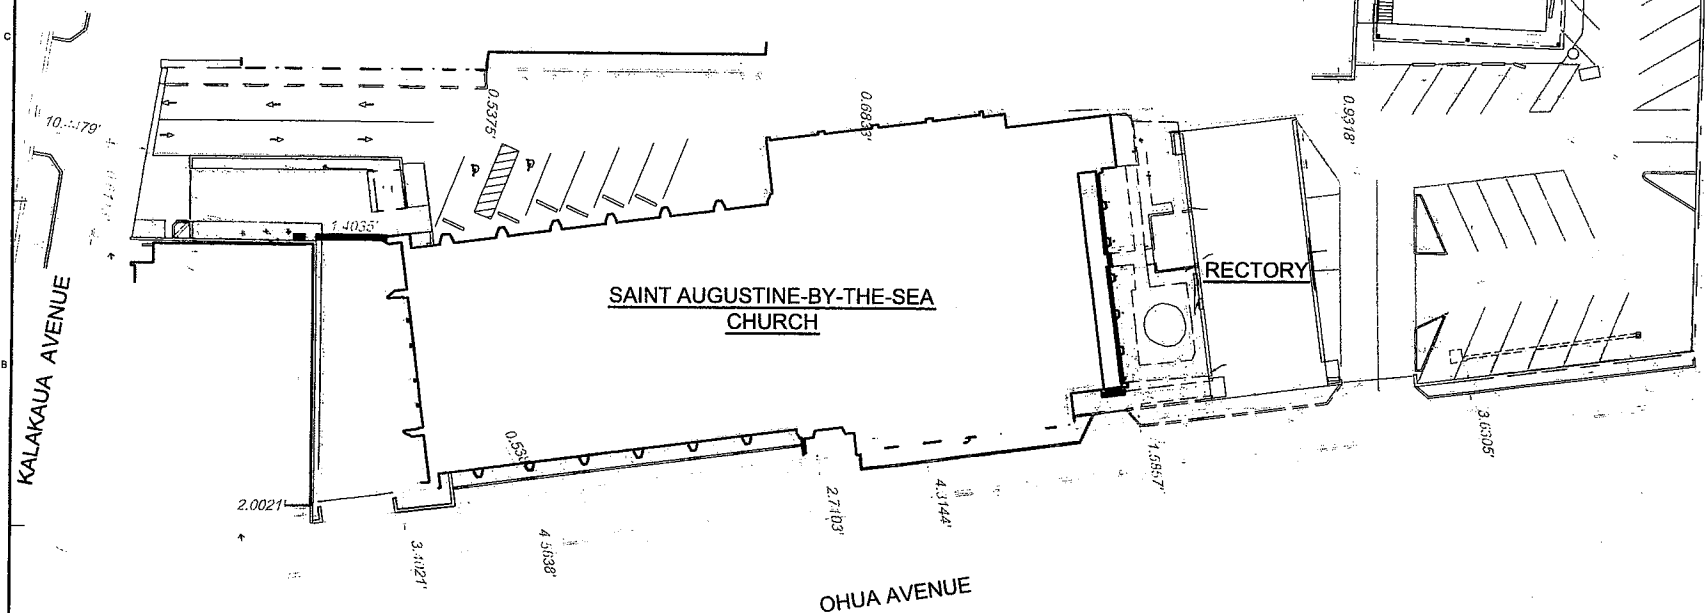 C
0.5375'
0.6833'
0.9318'
1.4035'
KALAKAUA AVENUE
SAINT AUGUSTINE-BY-THE-SEA
CHURCH
RECTORY
B
2.0021'
2.7103'
4.3144'
1.5857'
3.6305'
4.5638'
OHUA AVENUE